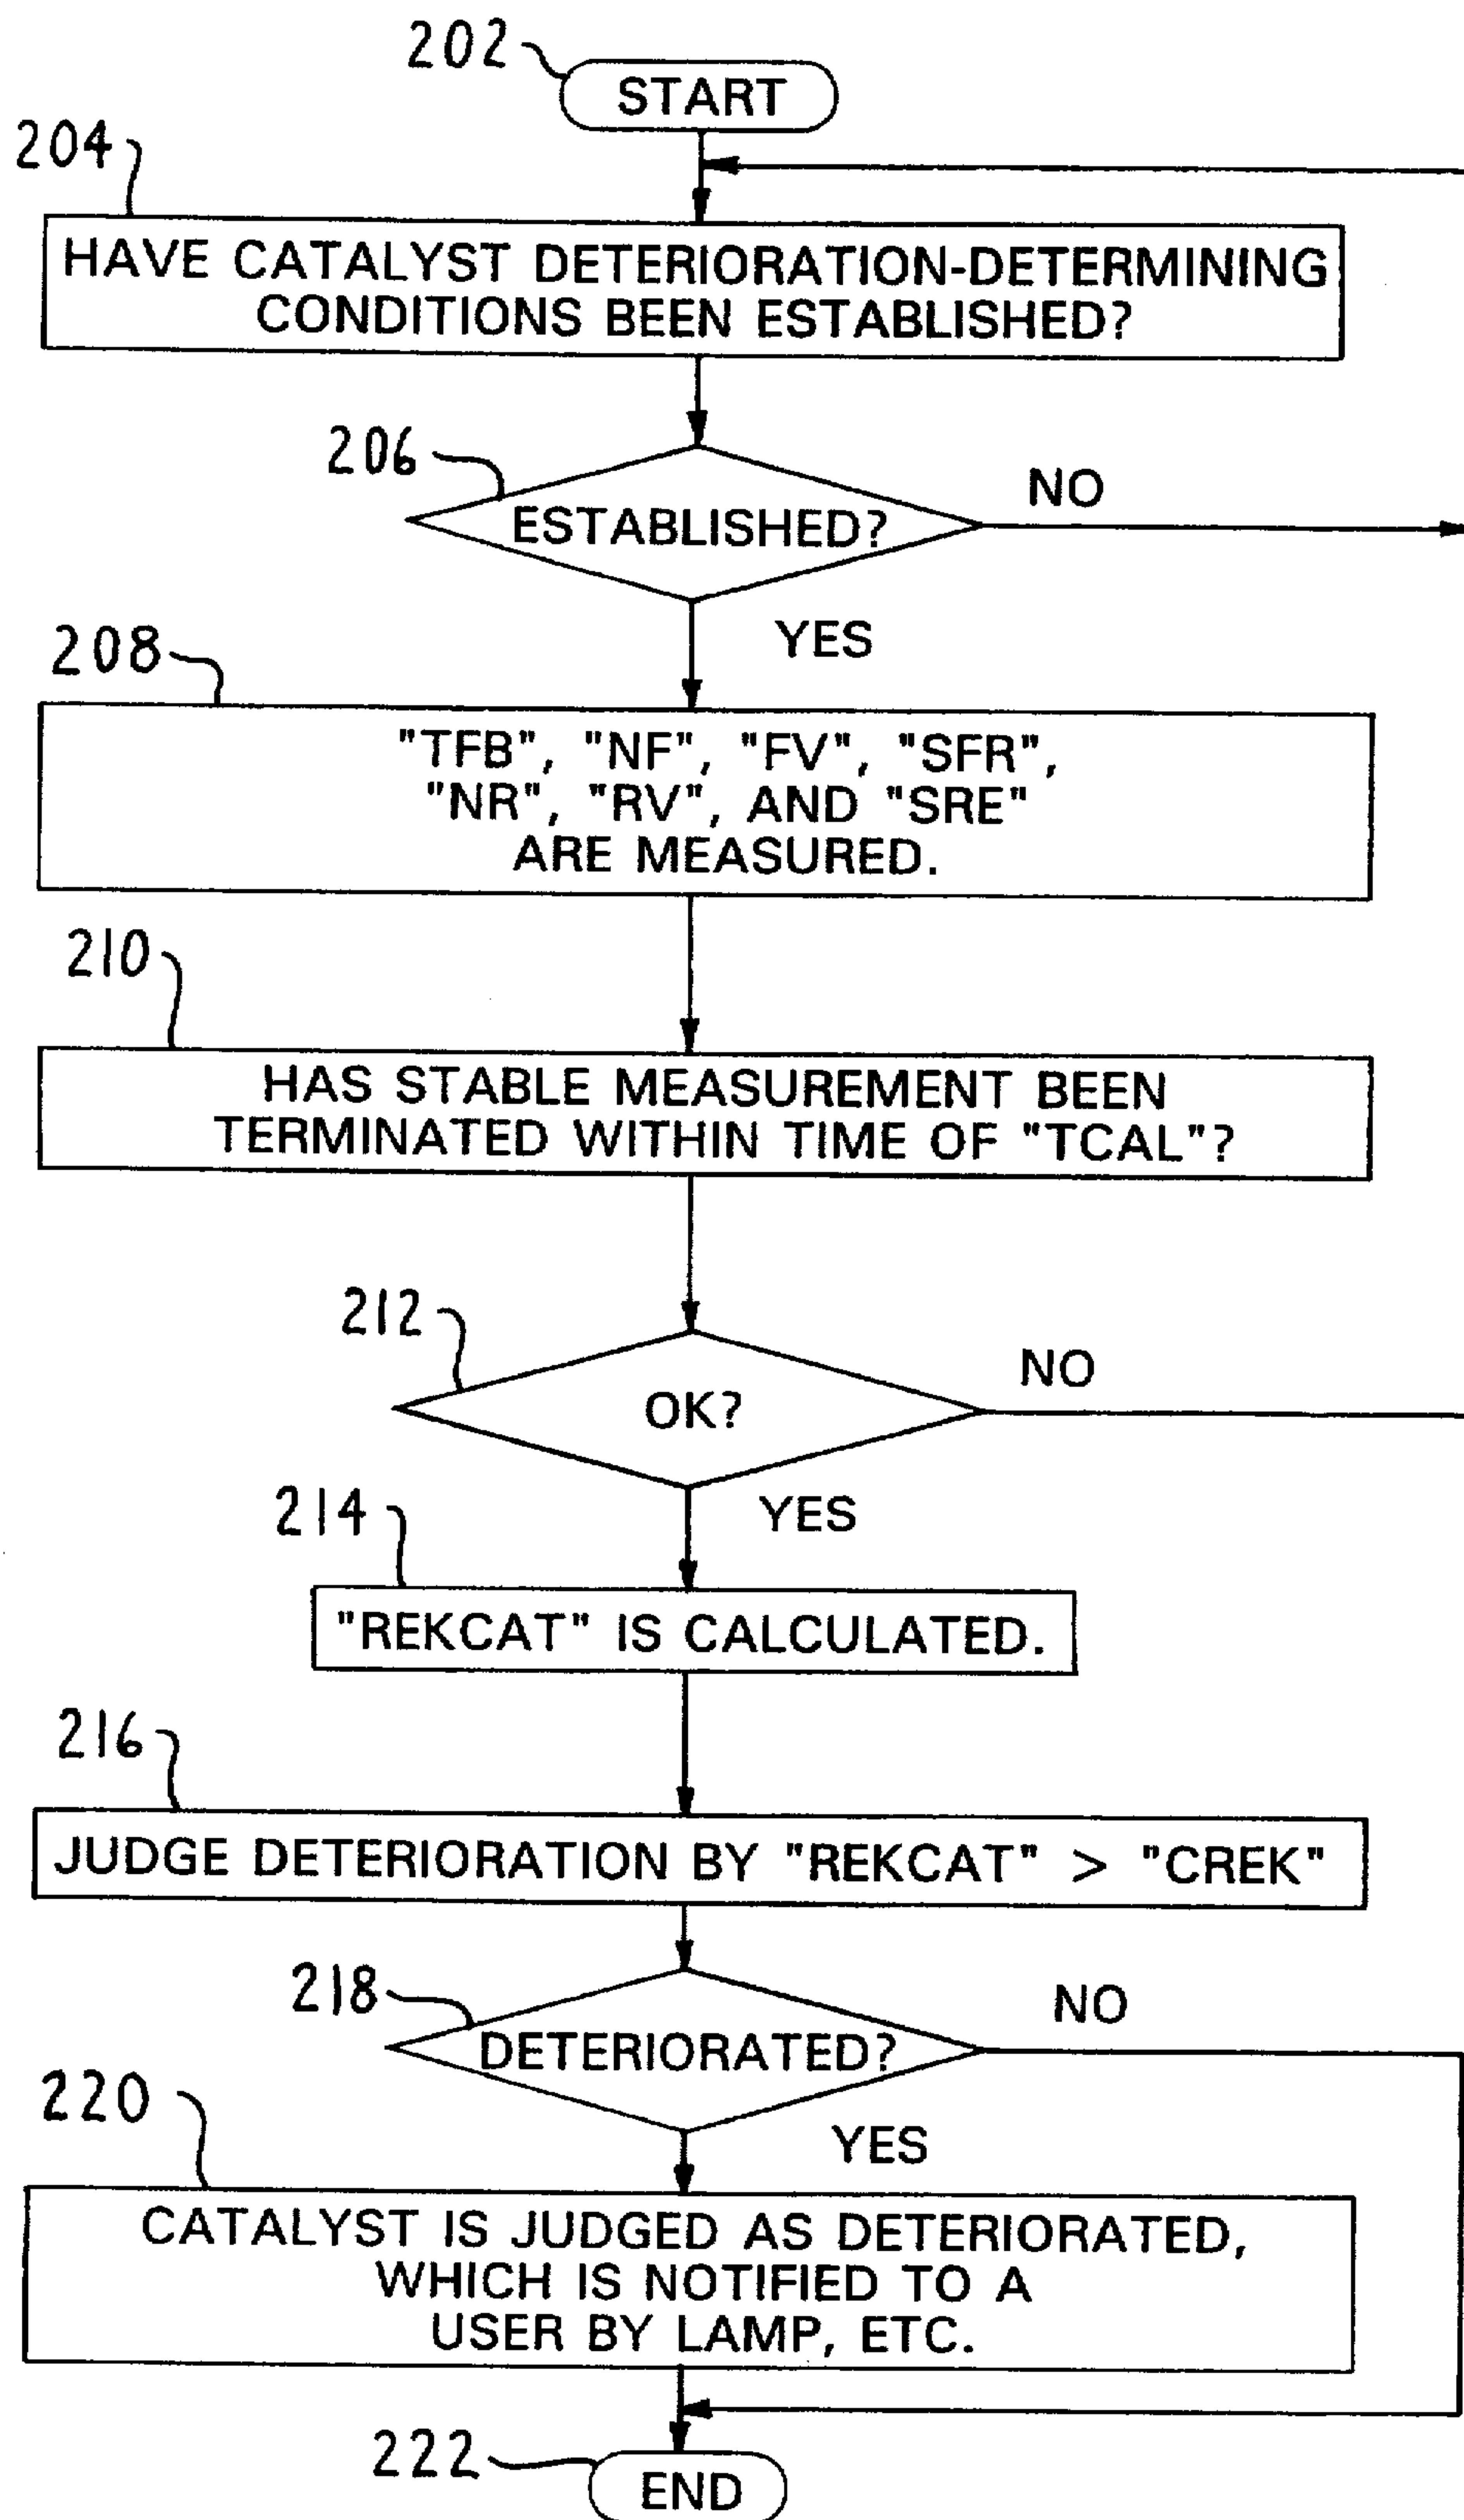 202
START
204
HAVE CATALYST DETERIORATION-DETERMINING
CONDITIONS BEEN ESTABLISHED?
206
ESTABLISHED?
NO
YES
208
"TFB", "NF", "FV", "SFR",
"NR", "RV", AND "SRE"
ARE MEASURED.
210
HAS STABLE MEASUREMENT BEEN
TERMINATED WITHIN TIME OF "TCAL"?
212
OK?
NO
YES
214
"REKCAT" IS CALCULATED.
216
JUDGE DETERIORATION BY "REKCAT" > "CREK"
218
DETERIORATED?
NO
YES
220
CATALYST IS JUDGED AS DETERIORATED,
WHICH IS NOTIFIED TO A
USER BY LAMP, ETC.
222
END